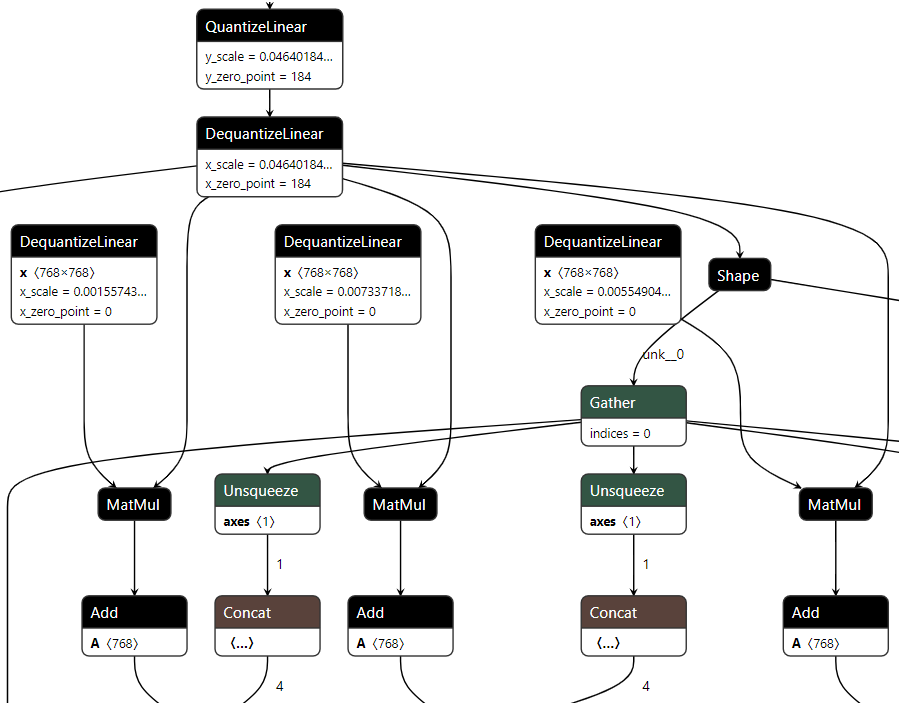 QuantizeLinear
y_scale = 0.04640184...
y_zero_point = 184
DequantizeLinear
x_scale = 0.04640184...
x_zero_point = 184
DequantizeLinear
x 〈768×768〉
x_scale = 0.00155743...
x_zero_point = 0
DequantizeLinear
x 〈768×768〉
x_scale = 0.00733718...
x_zero_point = 0
DequantizeLinear
x 〈768×768〉
x_scale = 0.00554904...
x_zero_point = 0
Shape
unk__0
Gather
indices = 0
MatMul
Unsqueeze
axes 〈1〉
MatMul
Unsqueeze
axes 〈1〉
MatMul
1
1
Add
A 〈768〉
Concat
〈...〉
Add
A 〈768〉
Concat
〈...〉
Add
A 〈768〉
4
4